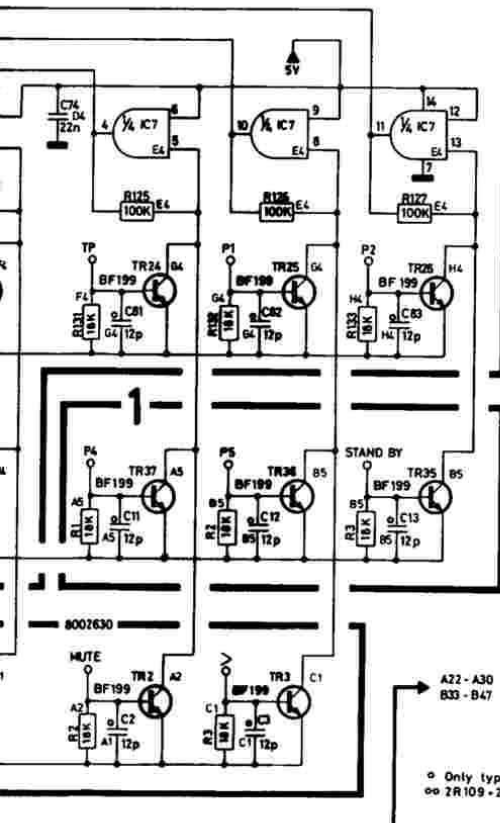 5V
C74
D4
22n
4
¼ IC7
6
5
E4
10
¼ IC7
9
8
E4
11
¼ IC7
14
12
13
E4
7
R125
100K
E4
R126
100K
E4
R127
100K
E4
TP
BF199
TR24
G4
F4
R131
18K
C81
G4
12p
P1
BF199
TR25
G4
G4
R132
18K
C82
G4
12p
P2
BF199
TR26
H4
H4
R133
18K
C83
H4
12p
1
P4
BF199
TR37
A5
A5
R1
18K
C11
A5
12p
P5
BF199
TR36
B5
B5
R2
18K
C12
B5
12p
STAND BY
BF199
TR35
B5
B5
R3
18K
C13
B5
12p
8002630
MUTE
BF199
TR2
A2
A2
R2
18K
C2
A1
12p
>
BF199
TR3
C1
C1
R3
18K
C3
C1
12p
A22-A30
B33-B47
o Only typ
oo 2R109-2